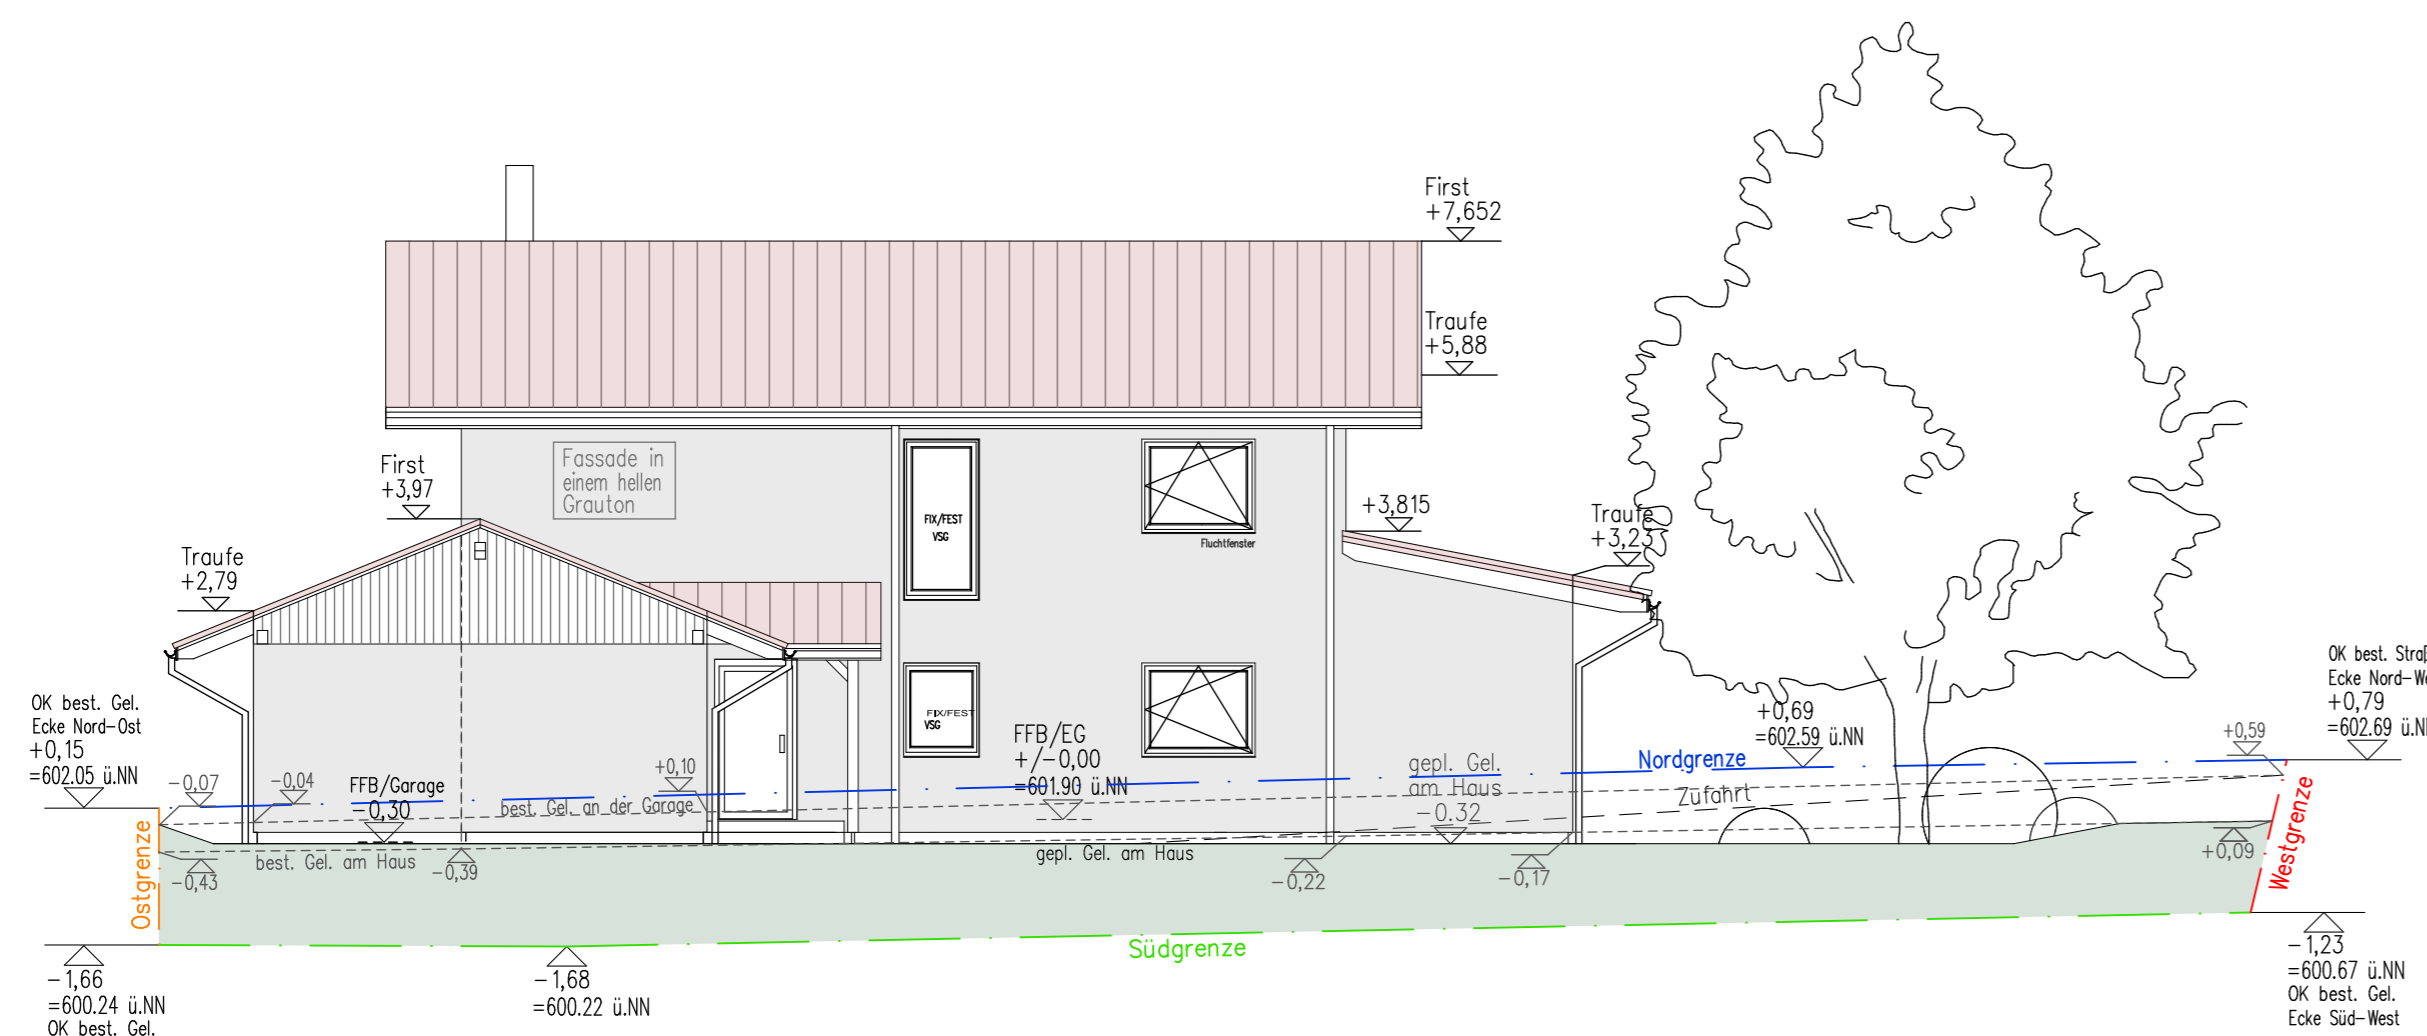 First
+7,652
Traufe
+5,88
Fassade in
einem hellen
Grauton
First
+3,97
FIX/FEST
VSG
Fluchtfenster
+3,815
Traufe
+3,23
Traufe
+2,79
OK best. Gel.
Ecke Nord-Ost
+0,15
=602.05 ü.NN
-0,07
-0,04
FFB/Garage
-0,30
best. Gel. an der Garage
+0,10
FIX/FEST
VSG
FFB/EG
+/-0,00
=601.90 ü.NN
gepl. Gel.
am Haus
-0.32
Nordgrenze
Zufahrt
+0,69
=602.59 ü.NN
+0,59
OK best. Straß
Ecke Nord-We
+0,79
=602.69 ü.NN
Ostgrenze
-0,43
best. Gel. am Haus
-0,39
gepl. Gel. am Haus
-0,22
-0,17
+0,09
Westgrenze
Südgrenze
-1,66
=600.24 ü.NN
OK best. Gel.
-1,68
=600.22 ü.NN
-1,23
=600.67 ü.NN
OK best. Gel.
Ecke Süd-West